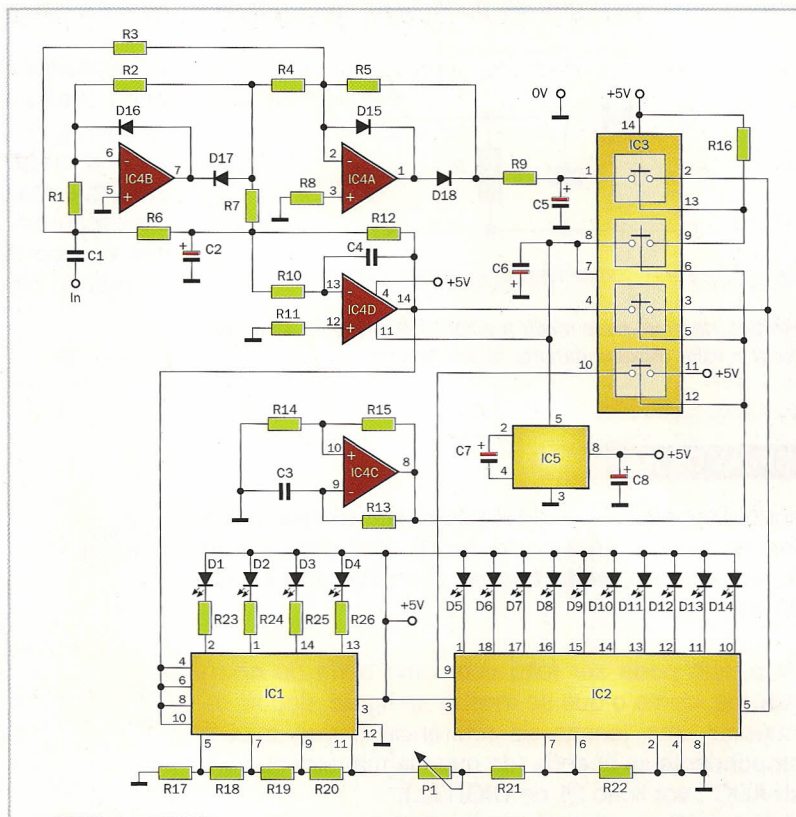 R3
R2
R4
R5
0V
+5V
D16
D15
14
IC3
R16
6
7
D17
2
1
R9
1
2
R1
IC4B
5
IC4A
D18
13
R8
3
C5
R7
R6
R12
8
9
C1
C2
C4
C6
7
6
In
R10
13
4
+5V
IC4D
14
4
3
R11
12
11
5
10
11
+5V
R14
R15
12
5
2
8
+5V
10
C7
IC5
C3
IC4C
8
4
C8
9
3
R13
D1
D2
D3
D4
+5V
D5
D6
D7
D8
D9
D10
D11
D12
D13
D14
R23
R24
R25
R26
2
1
14
13
1
18
17
16
15
14
13
12
11
10
4
9
6
IC1
IC2
8
3
3
5
10
12
5
7
9
11
7
6
2
4
8
R17
R18
R19
R20
P1
R21
R22